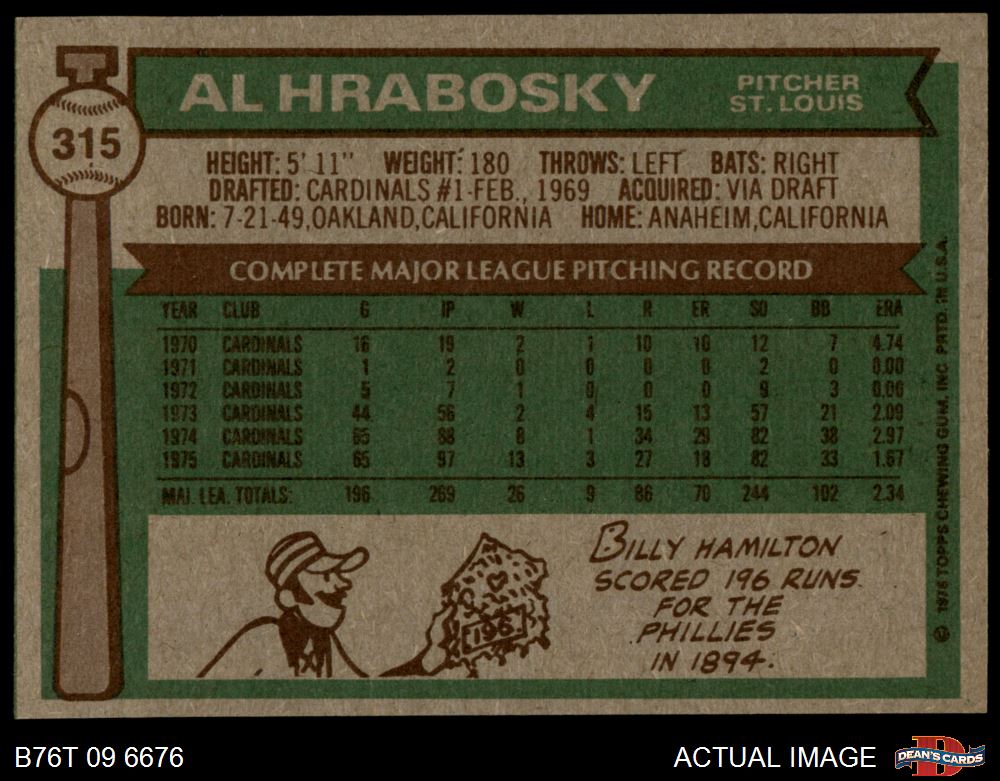 315
AL HRABOSKY
PITCHER
ST. LOUIS
HEIGHT: 5' 11" WEIGHT: 180 THROWS: LEFT BATS: RIGHT
DRAFTED: CARDINALS #1-FEB., 1969 ACQUIRED: VIA DRAFT
BORN: 7-21-49, OAKLAND, CALIFORNIA HOME: ANAHEIM, CALIFORNIA
COMPLETE MAJOR LEAGUE PITCHING RECORD
YEAR CLUB G IP W L R ER SO BB ERA
1970 CARDINALS 16 19 2 1 10 10 12 7 4.74
1971 CARDINALS 1 2 0 0 0 0 2 0 0.00
1972 CARDINALS 5 7 1 0 0 0 9 3 0.00
1973 CARDINALS 44 56 2 4 15 13 57 21 2.09
1974 CARDINALS 65 88 8 1 34 29 82 38 2.97
1975 CARDINALS 65 97 13 3 27 18 82 33 1.67
MAJ. LEA. TOTALS: 196 269 26 9 86 70 244 102 2.34
196
BILLY HAMILTON
SCORED 196 RUNS
FOR THE
PHILLIES
IN 1894.
© 1976 TOPPS CHEWING GUM, INC. PRTD. IN U.S.A.
B76T 09 6676
ACTUAL IMAGE
D
DEAN'S CARDS